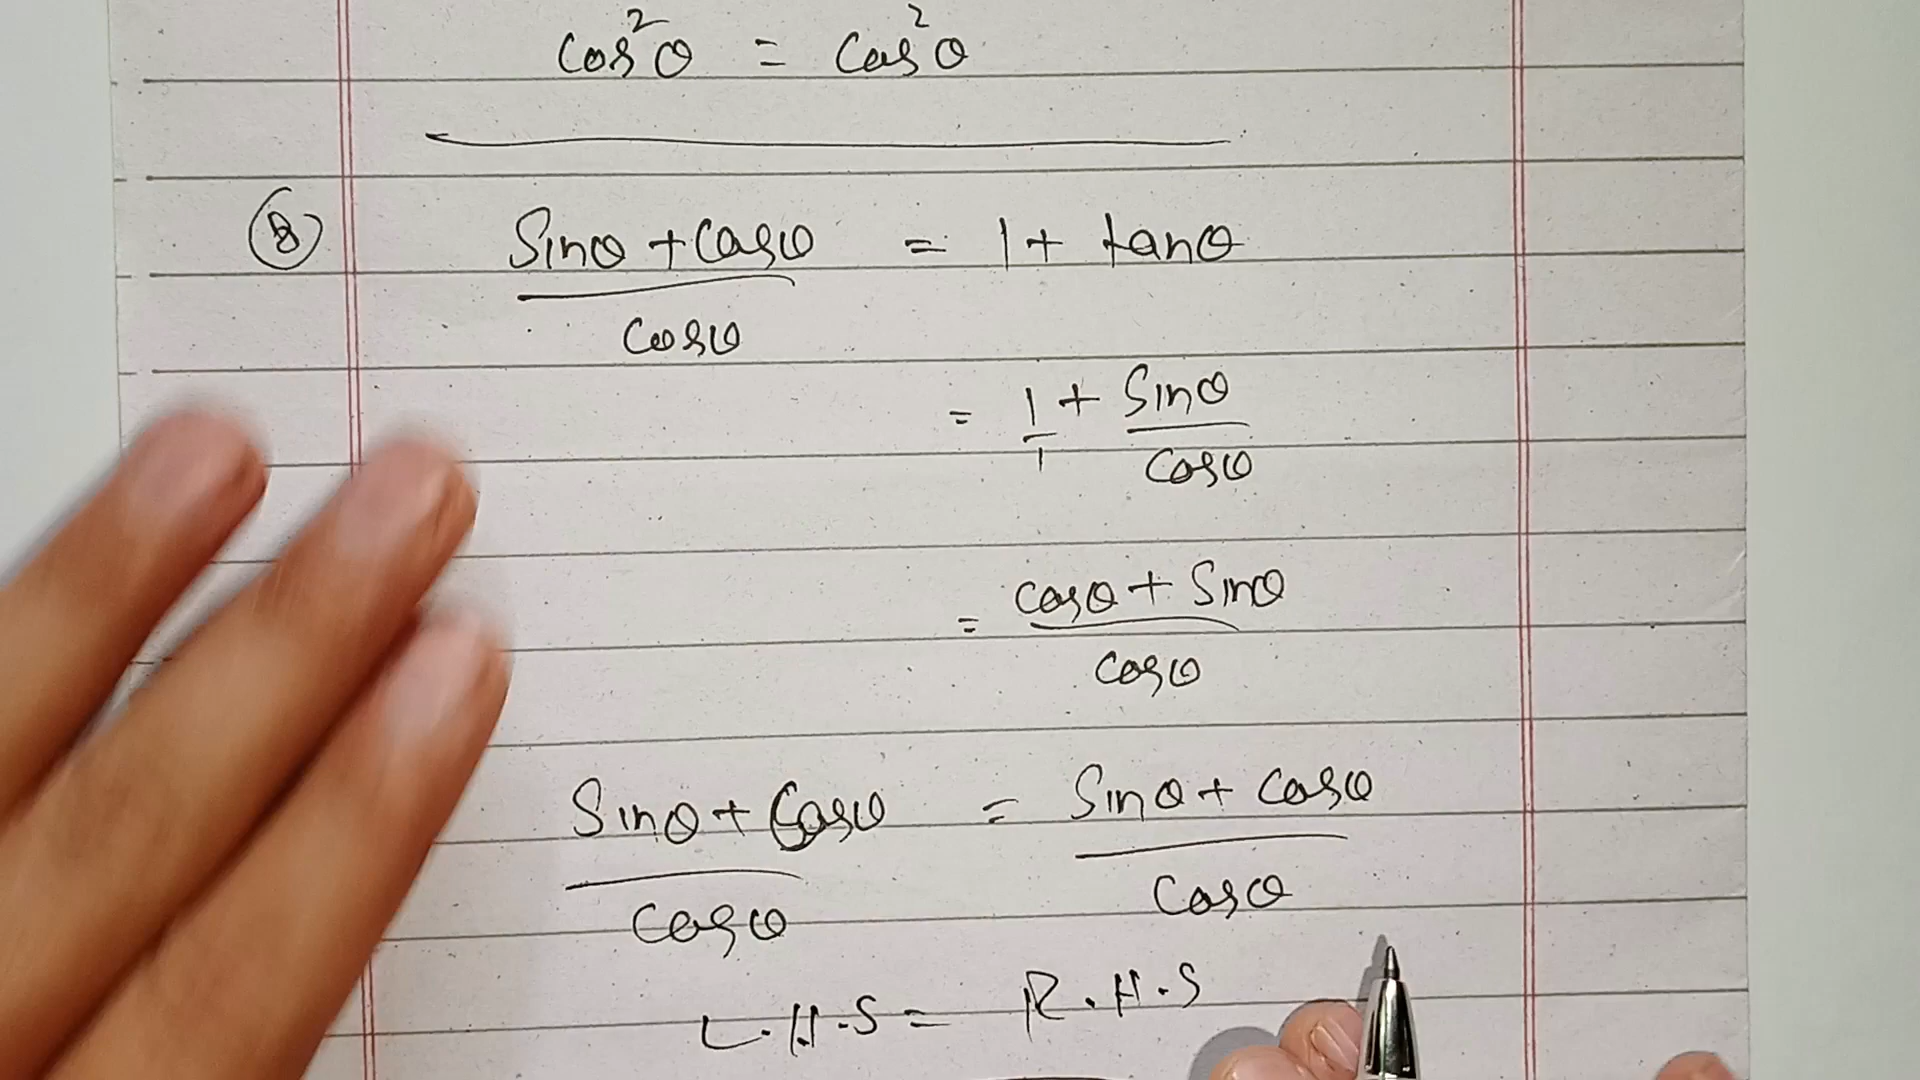 cos²θ = cos²θ
⑧ sinθ + cosθ / cosθ = 1 + tanθ
= 1/1 + sinθ / cosθ
= cosθ + sinθ / cosθ
sinθ + cosθ / cosθ = sinθ + cosθ / cosθ
L.H.S = R.H.S